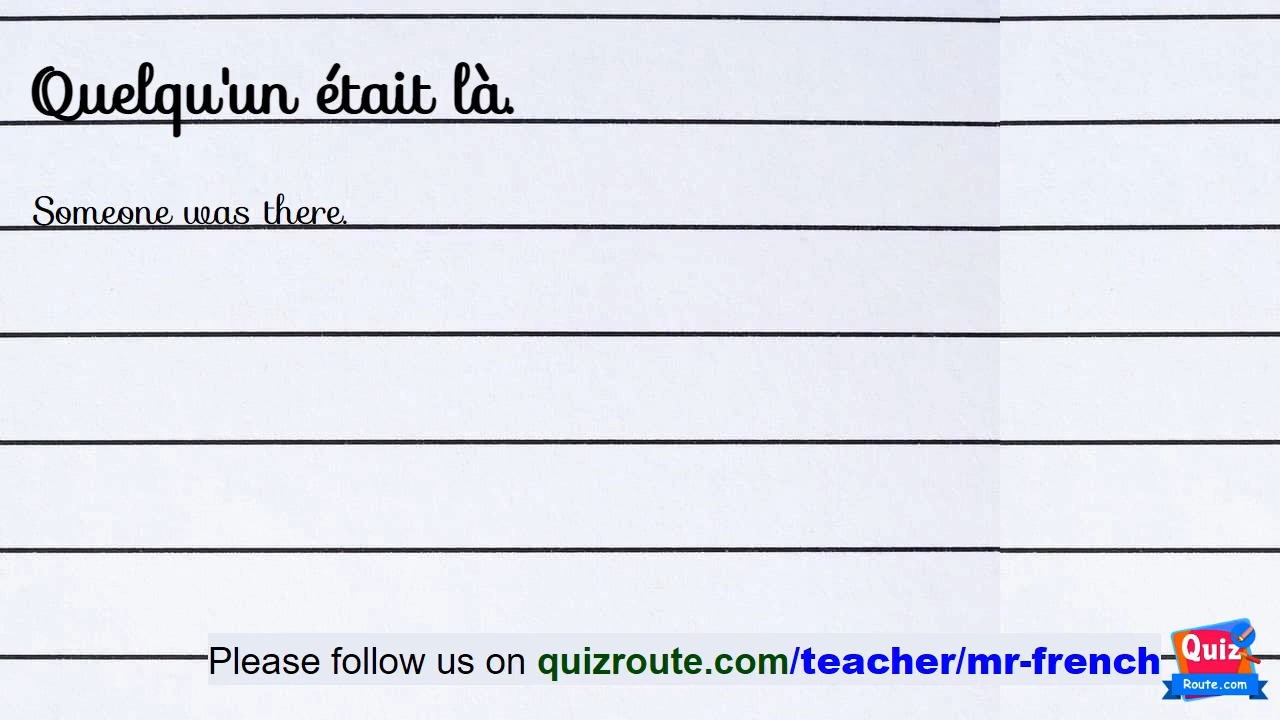 Quelqu'un était là.
Someone was there.
Please follow us on quizroute.com/teacher/mr-french
Quiz
Route.com